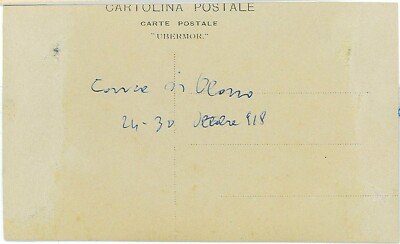 CARTOLINA POSTALE
CARTE POSTALE
"UBERMOR."
Conca di Alano
24-30 Ottobre 918